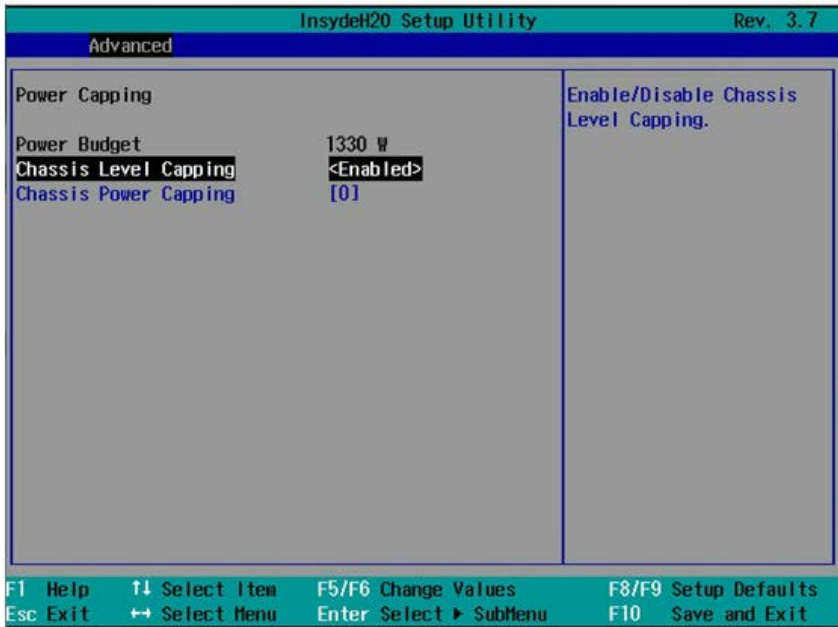 InsydeH20 Setup Utility Rev. 3.7
Advanced
Power Capping
Power Budget 1330 W
Chassis Level Capping <Enabled>
Chassis Power Capping [0]
Enable/Disable Chassis
Level Capping.
F1 Help ↑↓ Select Item F5/F6 Change Values F8/F9 Setup Defaults
Esc Exit ↔ Select Menu Enter Select ▶ SubMenu F10 Save and Exit